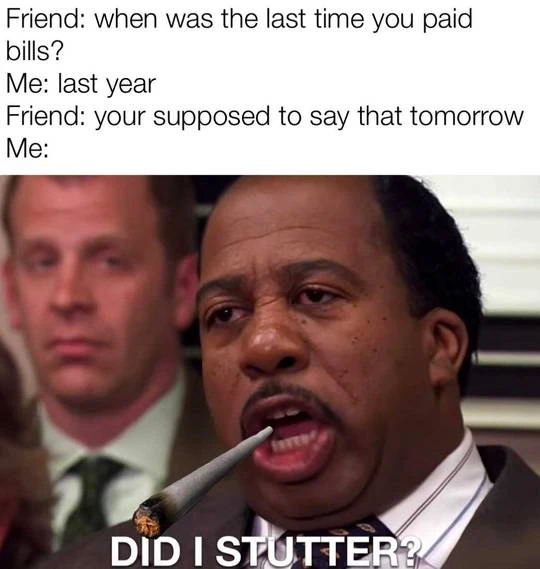 Friend: when was the last time you paid
bills?
Me: last year
Friend: your supposed to say that tomorrow
Me:
DID I STUTTER?